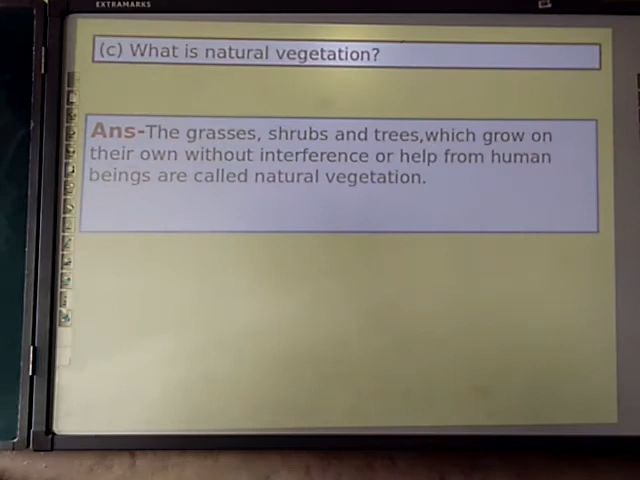 EXTRAMARKS
(c) What is natural vegetation?
Ans-The grasses, shrubs and trees,which grow on
their own without interference or help from human
beings are called natural vegetation.